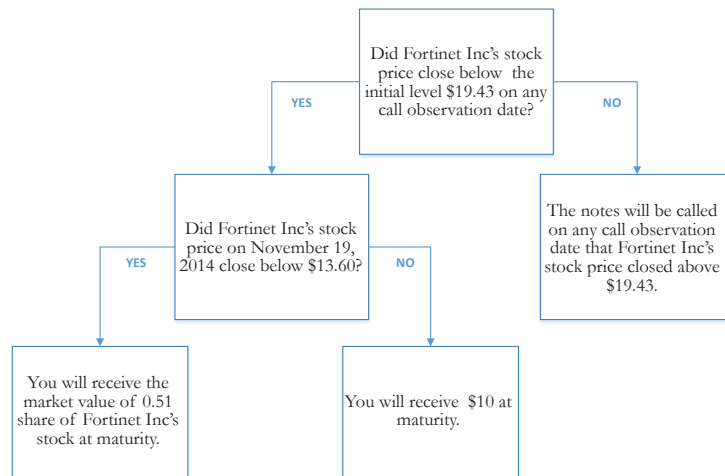 Did Fortinet Inc's stock
price close below the
initial level $19.43 on any
call observation date?
YES
NO
Did Fortinet Inc's stock
price on November 19,
2014 close below $13.60?
The notes will be called
on any call observation
date that Fortinet Inc's
stock price closed above
$19.43.
YES
NO
You will receive the
market value of 0.51
share of Fortinet Inc's
stock at maturity.
You will receive $10 at
maturity.